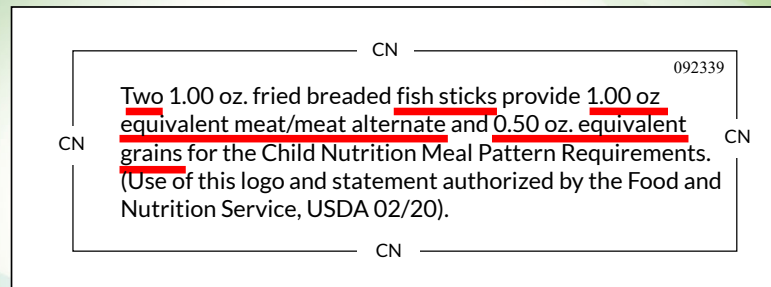 CN
092339
Two 1.00 oz. fried breaded fish sticks provide 1.00 oz
equivalent meat/meat alternate and 0.50 oz. equivalent
CN
CN
grains for the Child Nutrition Meal Pattern Requirements.
(Use of this logo and statement authorized by the Food and
Nutrition Service, USDA 02/20).
CN